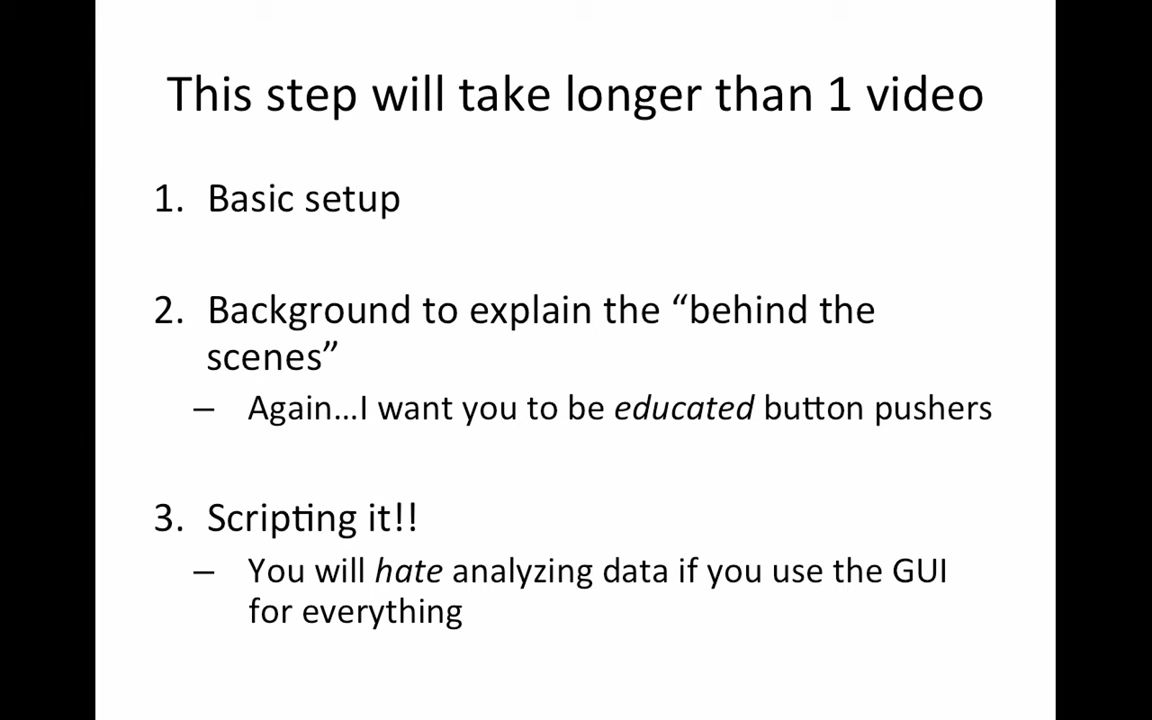 This step will take longer than 1 video
1. Basic setup
2. Background to explain the “behind the
scenes”
– Again…I want you to be educated button pushers
3. Scripting it!!
– You will hate analyzing data if you use the GUI
for everything